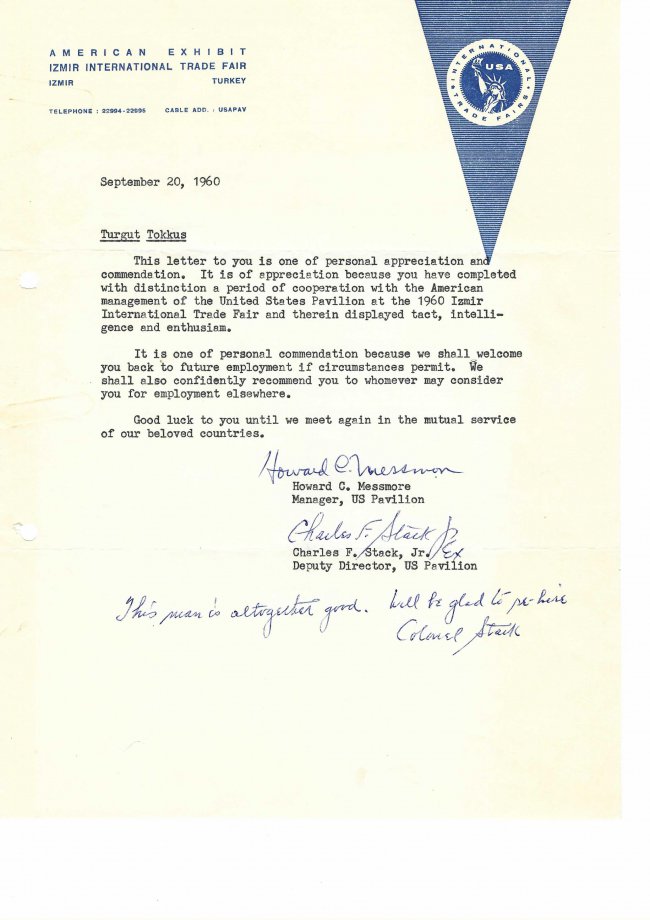 AMERICAN EXHIBIT
IZMIR INTERNATIONAL TRADE FAIR
IZMIR TURKEY
TELEPHONE : 22994-22695 CABLE ADD. : USAPAV
INTERNATIONAL
USA
TRADE FAIRS
September 20, 1960
Turgut Tokkus
This letter to you is one of personal appreciation and
commendation. It is of appreciation because you have completed
with distinction a period of cooperation with the American
management of the United States Pavilion at the 1960 Izmir
International Trade Fair and therein displayed tact, intelli-
gence and enthusiam.
It is one of personal commendation because we shall welcome
you back to future employment if circumstances permit. We
shall also confidently recommend you to whomever may consider
you for employment elsewhere.
Good luck to you until we meet again in the mutual service
of our beloved countries.
Howard C. Messmore
Howard C. Messmore
Manager, US Pavilion
Charles F. Stack Jr.
Charles F. Stack, Jr. Ex
Deputy Director, US Pavilion
This man is altogether good. Will be glad to re-hire
Colonel Stack